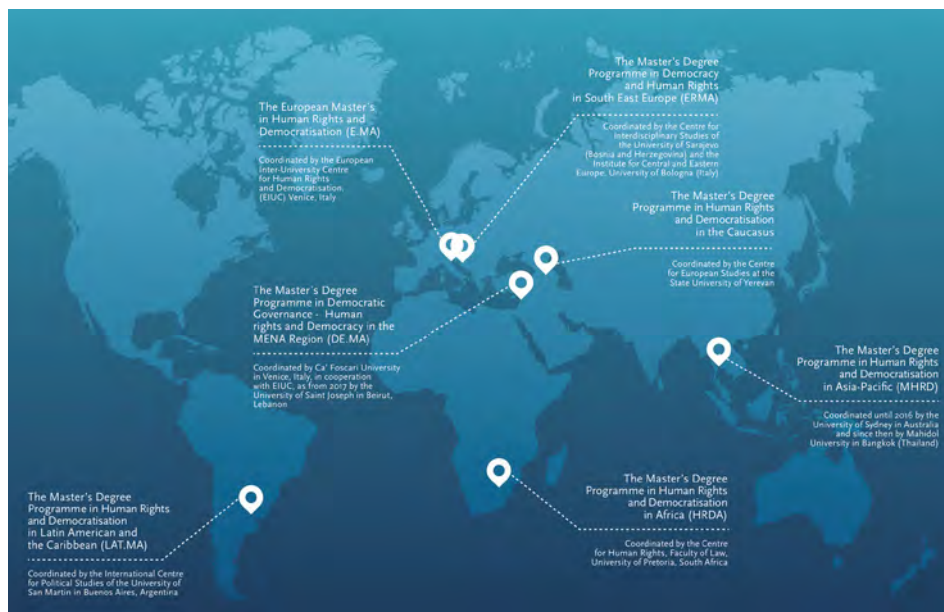 The European Master's
in Human Rights and
Democratisation (E.MA)
Coordinated by the European
Inter-University Centre
for Human Rights
and Democratisation,
(EIUC) Venice, Italy
The Master's Degree
Programme in Democracy
and Human Rights
in South East Europe (ERMA)
Coordinated by the Centre for
Interdisciplinary Studies of
the University of Sarajevo
(Bosnia and Herzegovina) and the
Institute for Central and Eastern
Europe, University of Bologna (Italy)
The Master's Degree
Programme in Human Rights
and Democratisation
in the Caucasus
Coordinated by the Centre
for European Studies at the
State University of Yerevan
The Master's Degree
Programme in Democratic
Governance - Human
rights and Democracy in the
MENA Region (DE.MA)
Coordinated by Ca' Foscari University
in Venice, Italy, in cooperation
with EIUC, as from 2017 by the
University of Saint Joseph in Beirut,
Lebanon
The Master's Degree
Programme in Human Rights
and Democratisation
in Asia-Pacific (MHRD)
Coordinated until 2016 by the
University of Sydney in Australia
and since then by Mahidol
University in Bangkok (Thailand)
The Master's Degree
Programme in Human Rights
and Democratisation
in Africa (HRDA)
Coordinated by the Centre
for Human Rights, Faculty of Law,
University of Pretoria, South Africa
The Master's Degree
Programme in Human Rights
and Democratisation
in Latin American and
the Caribbean (LAT.MA)
Coordinated by the International Centre
for Political Studies of the University of
San Martin in Buenos Aires, Argentina